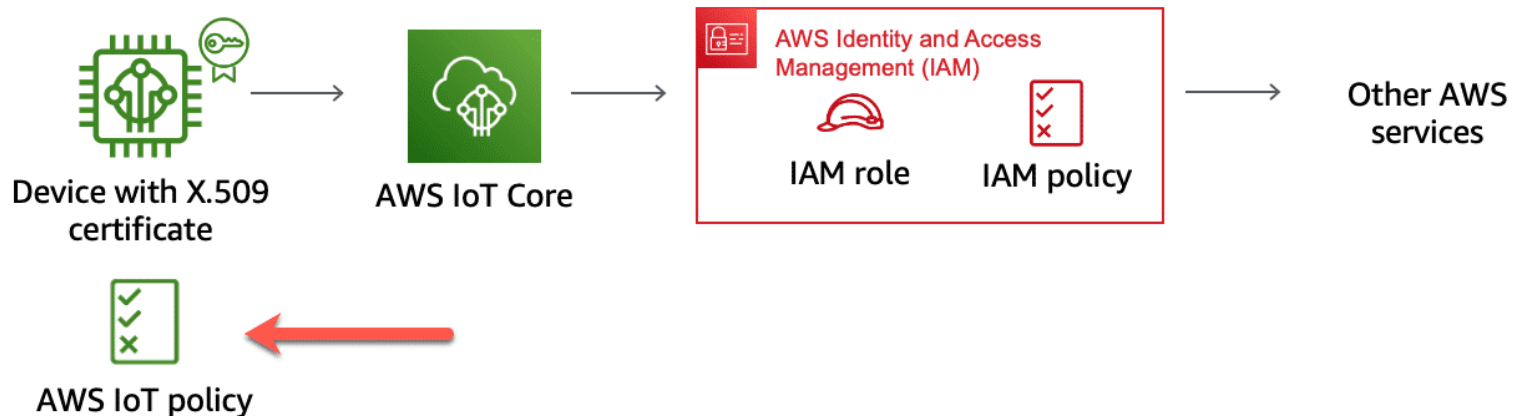 AWS Identity and Access
Management (IAM)
Device with X.509
certificate
AWS IoT Core
IAM role
IAM policy
Other AWS
services
AWS IoT policy